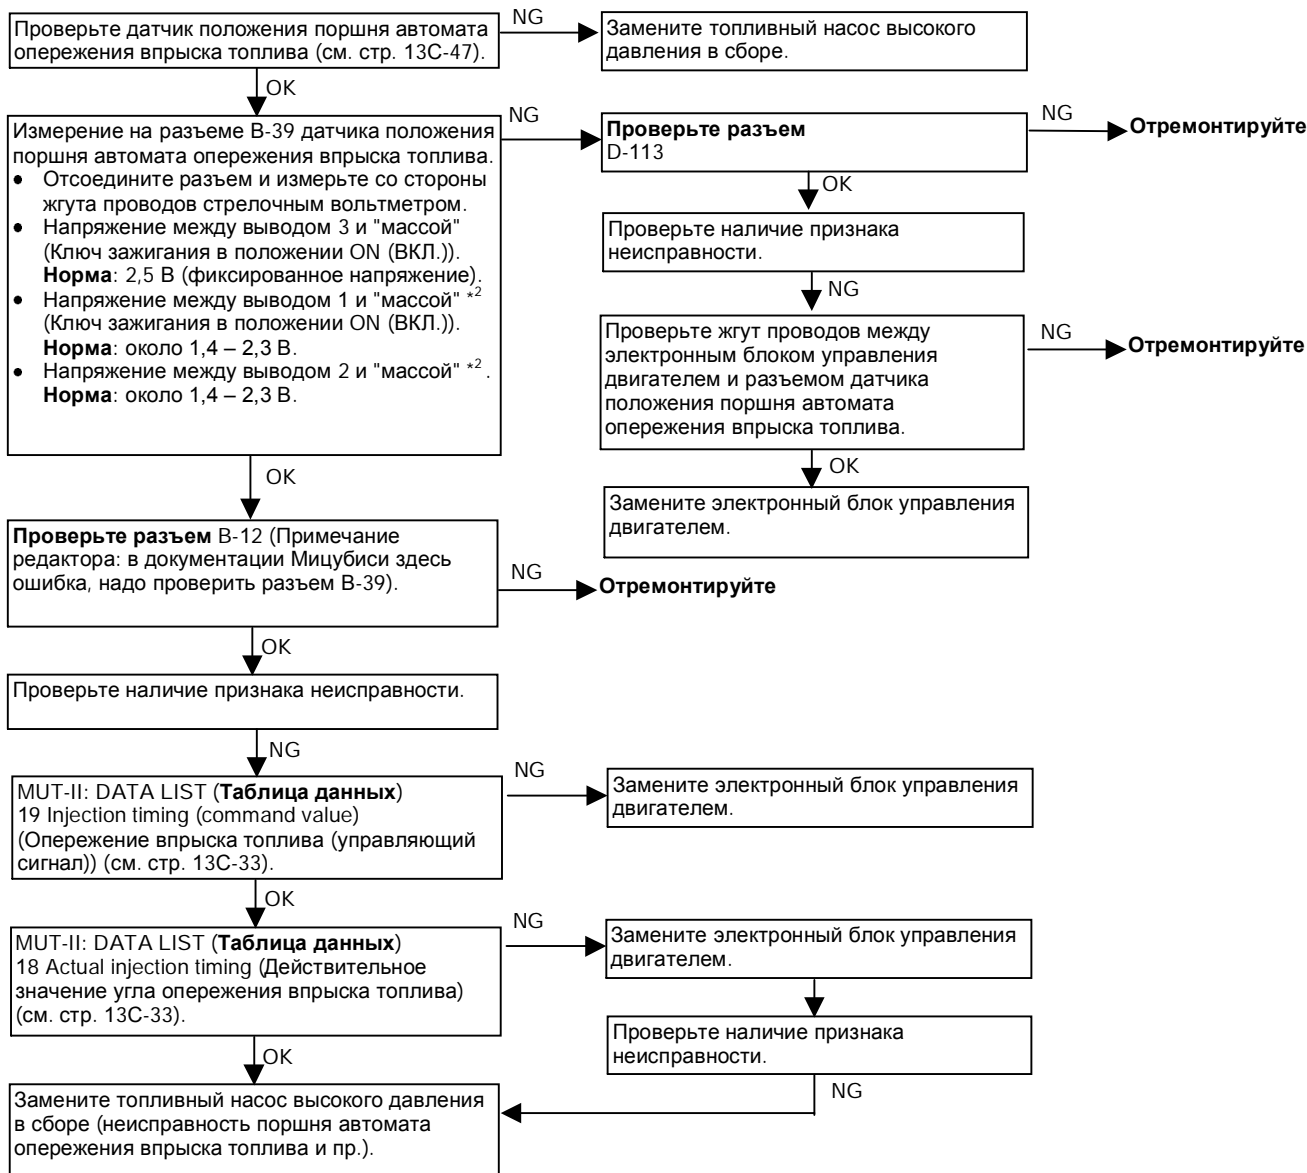 Проверьте датчик положения поршня автомата
опережения впрыска топлива (см. стр. 13C-47).
NG
Замените топливный насос высокого
давления в сборе.
OK
Измерение на разъеме B-39 датчика положения
поршня автомата опережения впрыска топлива.
• Отсоедините разъем и измерьте со стороны
жгута проводов стрелочным вольтметром.
• Напряжение между выводом 3 и "массой"
(Ключ зажигания в положении ON (ВКЛ.)).
Норма: 2,5 В (фиксированное напряжение).
• Напряжение между выводом 1 и "массой" *2
(Ключ зажигания в положении ON (ВКЛ.)).
Норма: около 1,4 – 2,3 В.
• Напряжение между выводом 2 и "массой" *2 .
Норма: около 1,4 – 2,3 В.
NG
Проверьте разъем
D-113
NG
Отремонтируйте
OK
Проверьте наличие признака
неисправности.
NG
Проверьте жгут проводов между
электронным блоком управления
двигателем и разъемом датчика
положения поршня автомата
опережения впрыска топлива.
NG
Отремонтируйте
OK
Замените электронный блок управления
двигателем.
OK
Проверьте разъем B-12 (Примечание
редактора: в документации Мицубиси здесь
ошибка, надо проверить разъем B-39).
NG
Отремонтируйте
OK
Проверьте наличие признака неисправности.
NG
MUT-II: DATA LIST (Таблица данных)
19 Injection timing (command value)
(Опережение впрыска топлива (управляющий
сигнал)) (см. стр. 13C-33).
NG
Замените электронный блок управления
двигателем.
OK
MUT-II: DATA LIST (Таблица данных)
18 Actual injection timing (Действительное
значение угла опережения впрыска топлива)
(см. стр. 13C-33).
NG
Замените электронный блок управления
двигателем.
Проверьте наличие признака
неисправности.
NG
OK
Замените топливный насос высокого давления
в сборе (неисправность поршня автомата
опережения впрыска топлива и пр.).